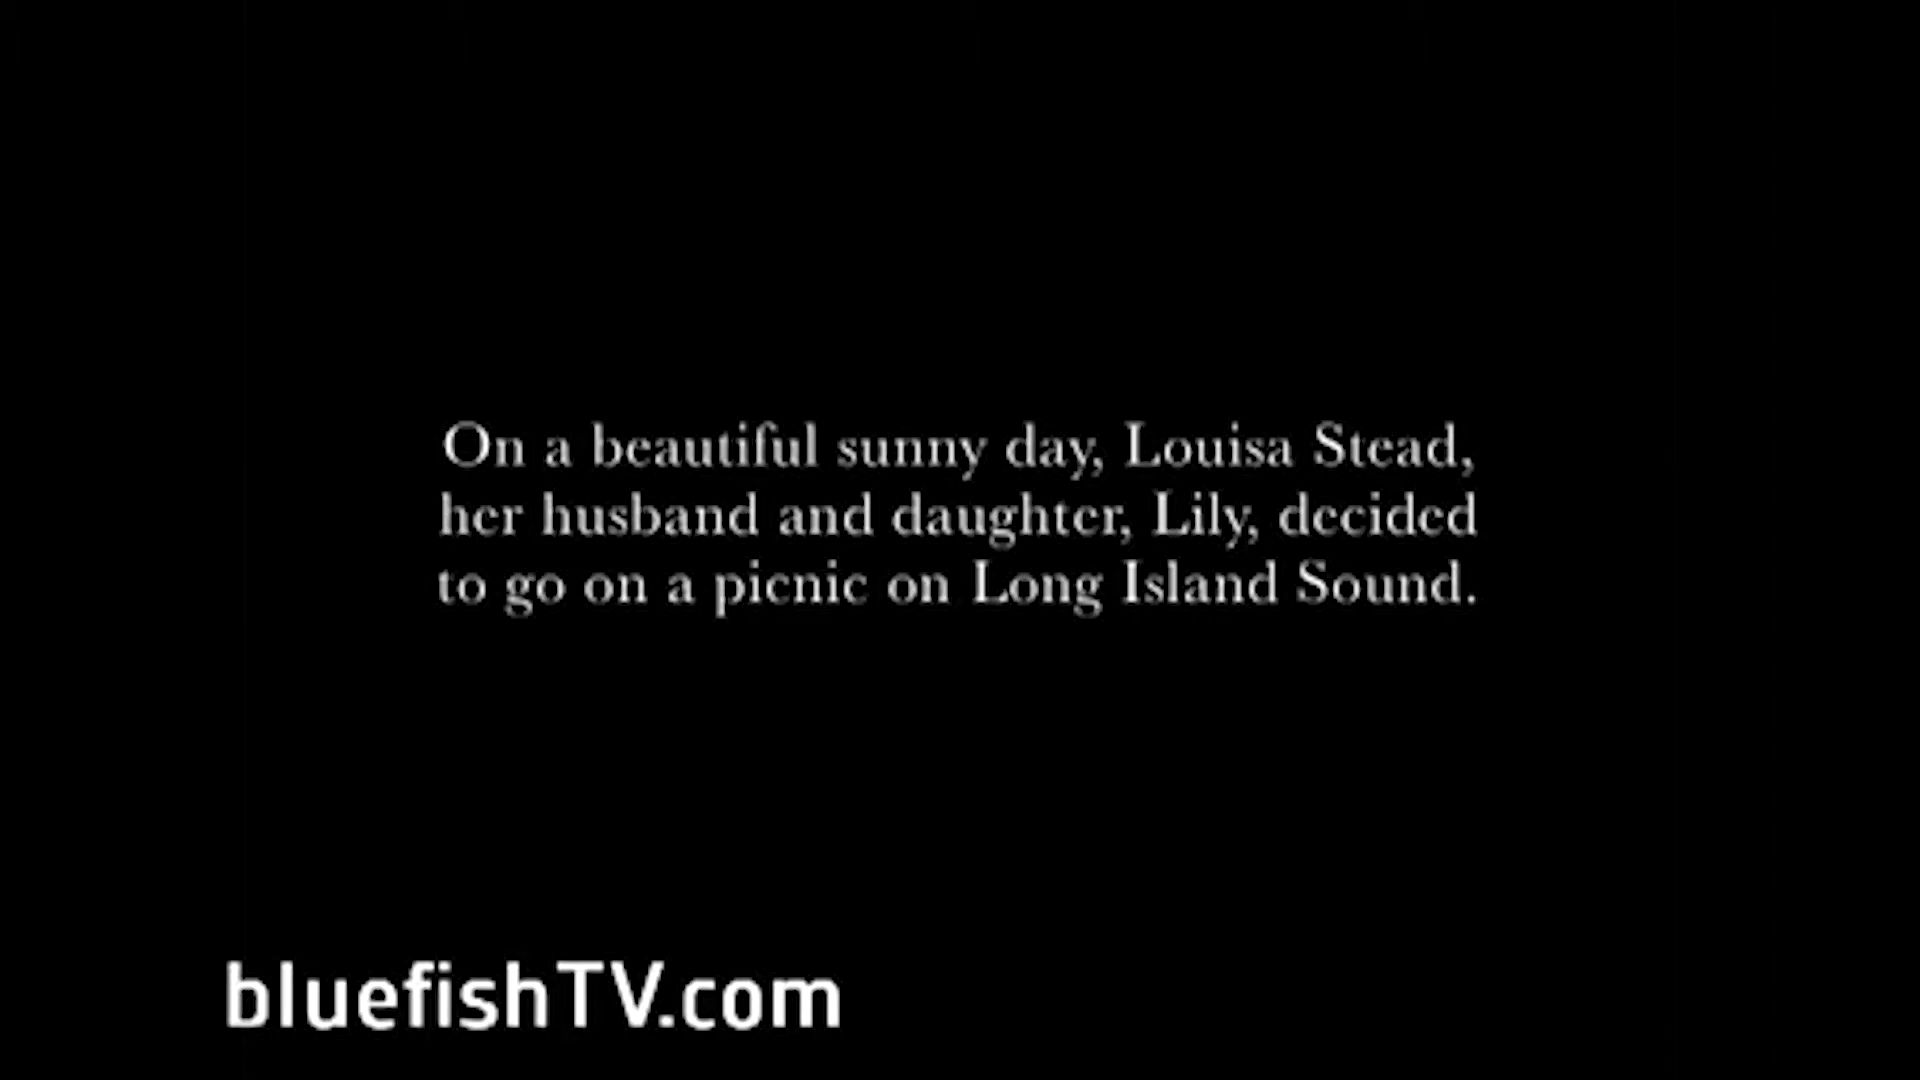 On a beautiful sunny day, Louisa Stead,
her husband and daughter, Lily, decided
to go on a picnic on Long Island Sound.
bluefishTV.com